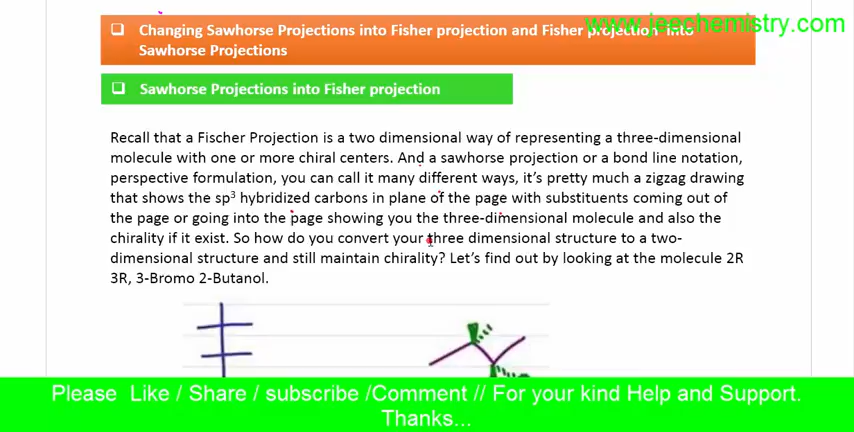 www.jeechemistry.com
❑ Changing Sawhorse Projections into Fisher projection and Fisher projection into
Sawhorse Projections
❑ Sawhorse Projections into Fisher projection
Recall that a Fischer Projection is a two dimensional way of representing a three-dimensional
molecule with one or more chiral centers. And a sawhorse projection or a bond line notation,
perspective formulation, you can call it many different ways, it’s pretty much a zigzag drawing
that shows the sp³ hybridized carbons in plane of the page with substituents coming out of
the page or going into the page showing you the three-dimensional molecule and also the
chirality if it exist. So how do you convert your three dimensional structure to a two-
dimensional structure and still maintain chirality? Let’s find out by looking at the molecule 2R
3R, 3-Bromo 2-Butanol.
Please Like / Share / subscribe /Comment // For your kind Help and Support.
Thanks...